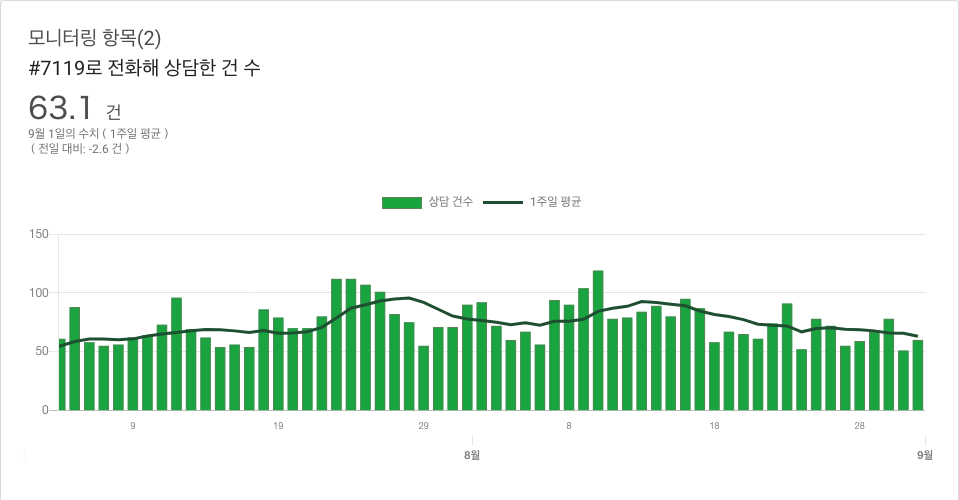 모니터링 항목(2)
#7119로 전화해 상담한 건 수
63.1 건
9월 1일의 수치 ( 1주일 평균 )
( 전일 대비: -2.6 건 )
상담 건수 1주일 평균
150
100
50
0
9 19 29 8 18 28
8월 9월